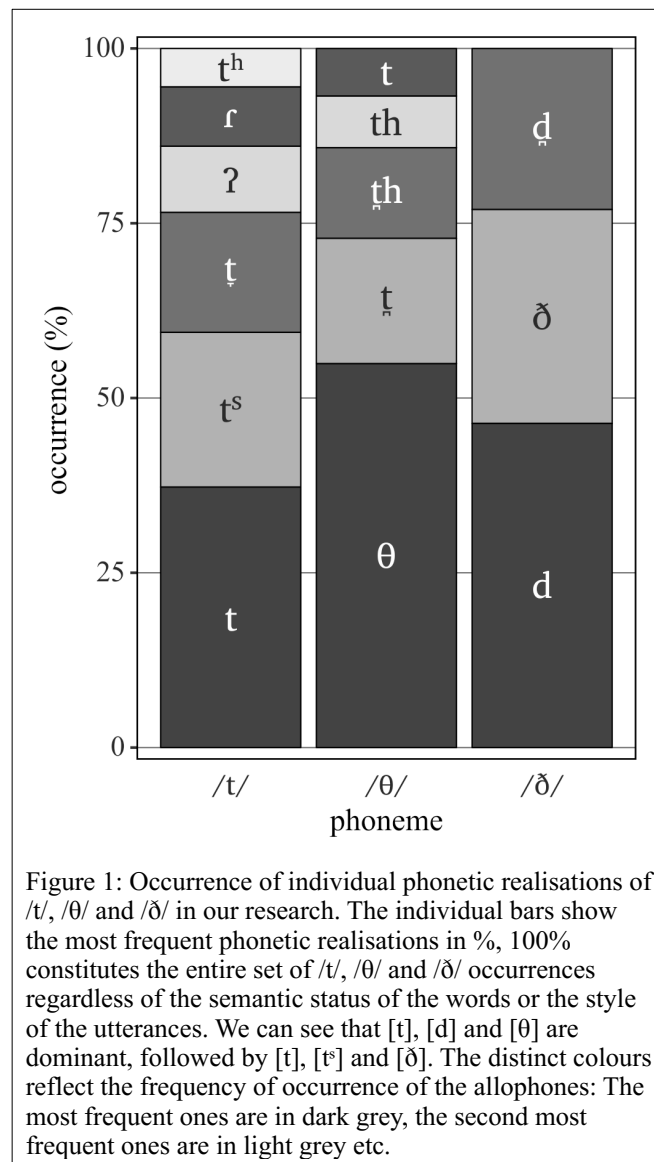 100
75
50
25
0
occurrence (%)
tʰ
ɾ
ʔ
t̞
tˢ
t
t
th
t̪h
t̪
θ
d̪
ð
d
/t/ /θ/ /ð/
phoneme
Figure 1: Occurrence of individual phonetic realisations of
/t/, /θ/ and /ð/ in our research. The individual bars show
the most frequent phonetic realisations in %, 100%
constitutes the entire set of /t/, /θ/ and /ð/ occurrences
regardless of the semantic status of the words or the style
of the utterances. We can see that [t], [d] and [θ] are
dominant, followed by [t], [tˢ] and [ð]. The distinct colours
reflect the frequency of occurrence of the allophones: The
most frequent ones are in dark grey, the second most
frequent ones are in light grey etc.